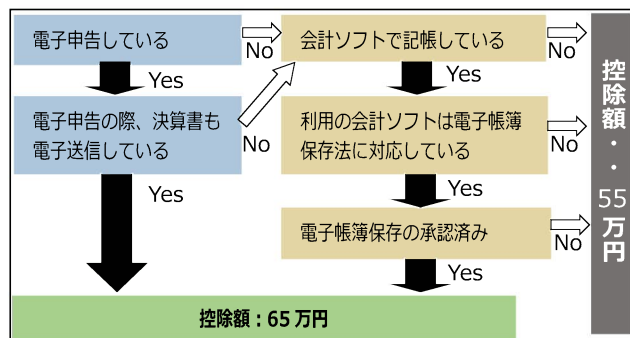 電子申告している
No
会計ソフトで記帳している
No
Yes
Yes
電子申告の際、決算書も
電子送信している
No
利用の会計ソフトは電子帳簿
保存法に対応している
No
Yes
Yes
電子帳簿保存の承認済み
No
Yes
控除額：65万円
控除額・・55万円